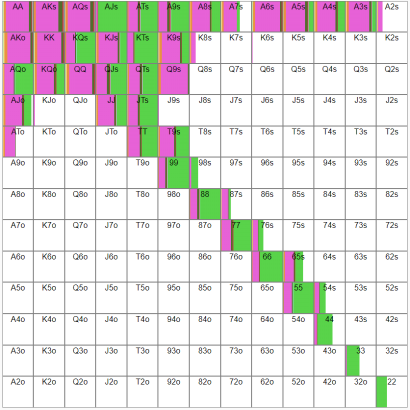 AA AKs AQs AJs ATs A9s A8s A7s A6s A5s A4s A3s A2s
AKo KK KQs KJs KTs K9s K8s K7s K6s K5s K4s K3s K2s
AQo KQo QQ QJs QTs Q9s Q8s Q7s Q6s Q5s Q4s Q3s Q2s
AJo KJo QJo JJ JTs J9s J8s J7s J6s J5s J4s J3s J2s
ATo KTo QTo JTo TT T9s T8s T7s T6s T5s T4s T3s T2s
A9o K9o Q9o J9o T9o 99 98s 97s 96s 95s 94s 93s 92s
A8o K8o Q8o J8o T8o 98o 88 87s 86s 85s 84s 83s 82s
A7o K7o Q7o J7o T7o 97o 87o 77 76s 75s 74s 73s 72s
A6o K6o Q6o J6o T6o 96o 86o 76o 66 65s 64s 63s 62s
A5o K5o Q5o J5o T5o 95o 85o 75o 65o 55 54s 53s 52s
A4o K4o Q4o J4o T4o 94o 84o 74o 64o 54o 44 43s 42s
A3o K3o Q3o J3o T3o 93o 83o 73o 63o 53o 43o 33 32s
A2o K2o Q2o J2o T2o 92o 82o 72o 62o 52o 42o 32o 22